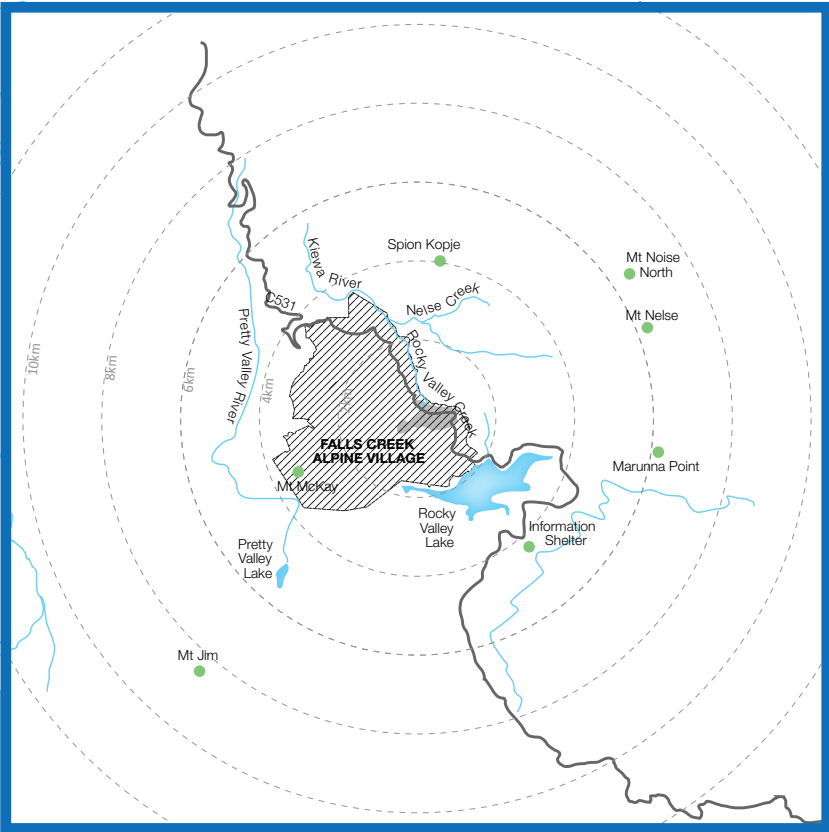 Spion Kopje
Mt Noise
North
Kiewa River
Nelse Creek
C531
Mt Nelse
Pretty Valley River
Rocky Valley Creek
10km
8km
6km
4km
2km
FALLS CREEK
ALPINE VILLAGE
Marunna Point
Mt McKay
Rocky
Valley
Lake
Information
Shelter
Pretty
Valley
Lake
Mt Jim